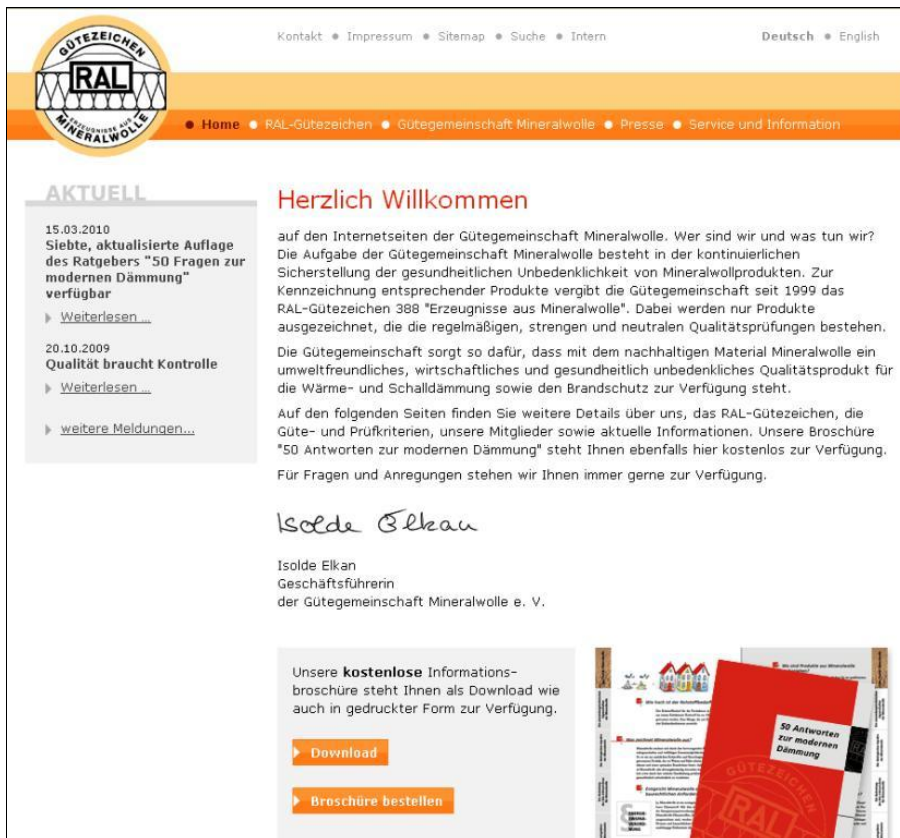 Kontakt • Impressum • Sitemap • Suche • Intern
Deutsch • English
GÜTEZEICHEN
RAL
ERZEUGNISSE AUS
MINERALWOLLE
• Home • RAL-Gütezeichen • Gütegemeinschaft Mineralwolle • Presse • Service und Information
AKTUELL
15.03.2010
Siebte, aktualisierte Auflage
des Ratgebers "50 Fragen zur
modernen Dämmung"
verfügbar
Weiterlesen ...
20.10.2009
Qualität braucht Kontrolle
Weiterlesen ...
weitere Meldungen...
Herzlich Willkommen
auf den Internetseiten der Gütegemeinschaft Mineralwolle. Wer sind wir und was tun wir?
Die Aufgabe der Gütegemeinschaft Mineralwolle besteht in der kontinuierlichen
Sicherstellung der gesundheitlichen Unbedenklichkeit von Mineralwollprodukten. Zur
Kennzeichnung entsprechender Produkte vergibt die Gütegemeinschaft seit 1999 das
RAL-Gütezeichen 388 "Erzeugnisse aus Mineralwolle". Dabei werden nur Produkte
ausgezeichnet, die die regelmäßigen, strengen und neutralen Qualitätsprüfungen bestehen.
Die Gütegemeinschaft sorgt so dafür, dass mit dem nachhaltigen Material Mineralwolle ein
umweltfreundliches, wirtschaftliches und gesundheitlich unbedenkliches Qualitätsprodukt für
die Wärme- und Schalldämmung sowie den Brandschutz zur Verfügung steht.
Auf den folgenden Seiten finden Sie weitere Details über uns, das RAL-Gütezeichen, die
Güte- und Prüfkriterien, unsere Mitglieder sowie aktuelle Informationen. Unsere Broschüre
"50 Antworten zur modernen Dämmung" steht Ihnen ebenfalls hier kostenlos zur Verfügung.
Für Fragen und Anregungen stehen wir Ihnen immer gerne zur Verfügung.
Isolde Elkan
Isolde Elkan
Geschäftsführerin
der Gütegemeinschaft Mineralwolle e. V.
Unsere kostenlose Informations-
broschüre steht Ihnen als Download wie
auch in gedruckter Form zur Verfügung.
Download
Broschüre bestellen
50 Antworten
zur modernen
Dämmung
GÜTEZEICHEN
RAL